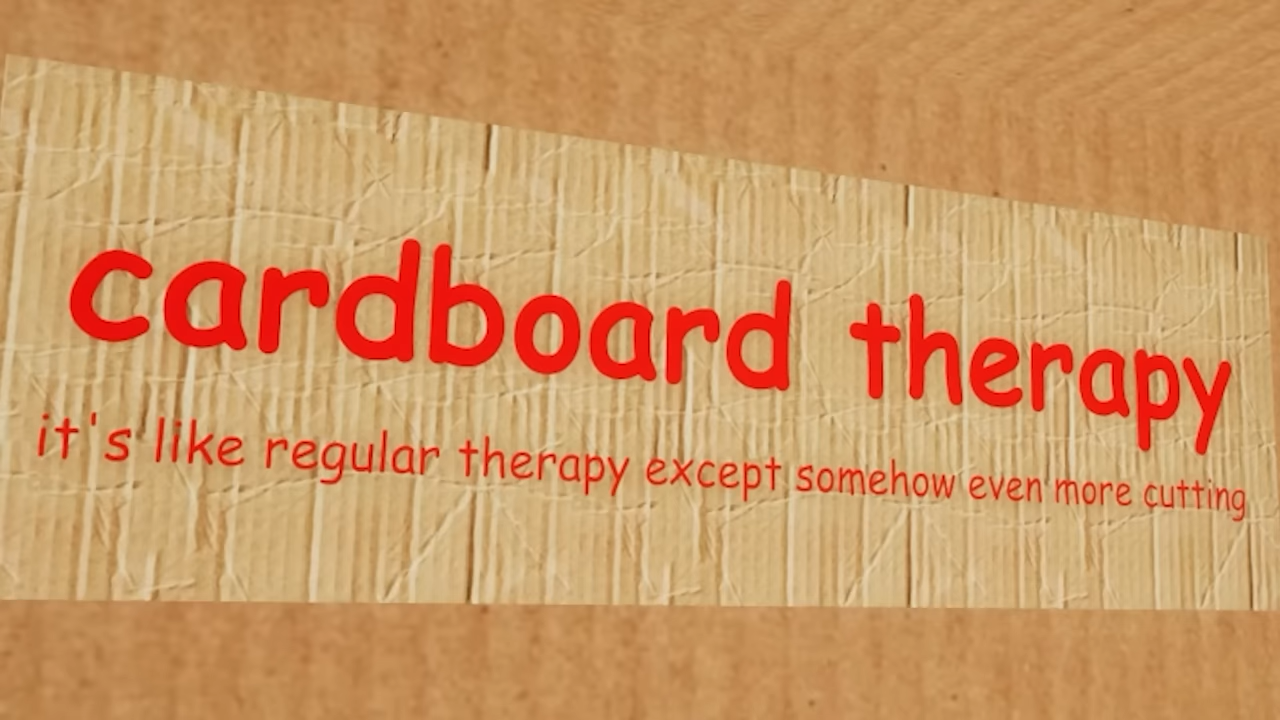 cardboard therapy
it's like regular therapy except somehow even more cutting